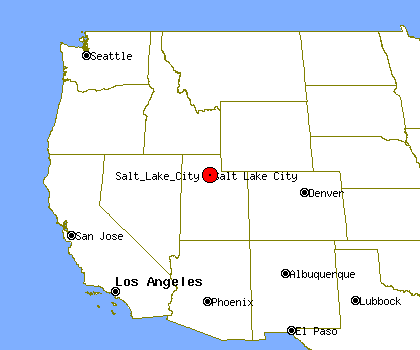 Seattle
Salt_Lake_City Salt Lake City
Denver
San Jose
Albuquerque
Los Angeles
Phoenix
Lubbock
El Paso